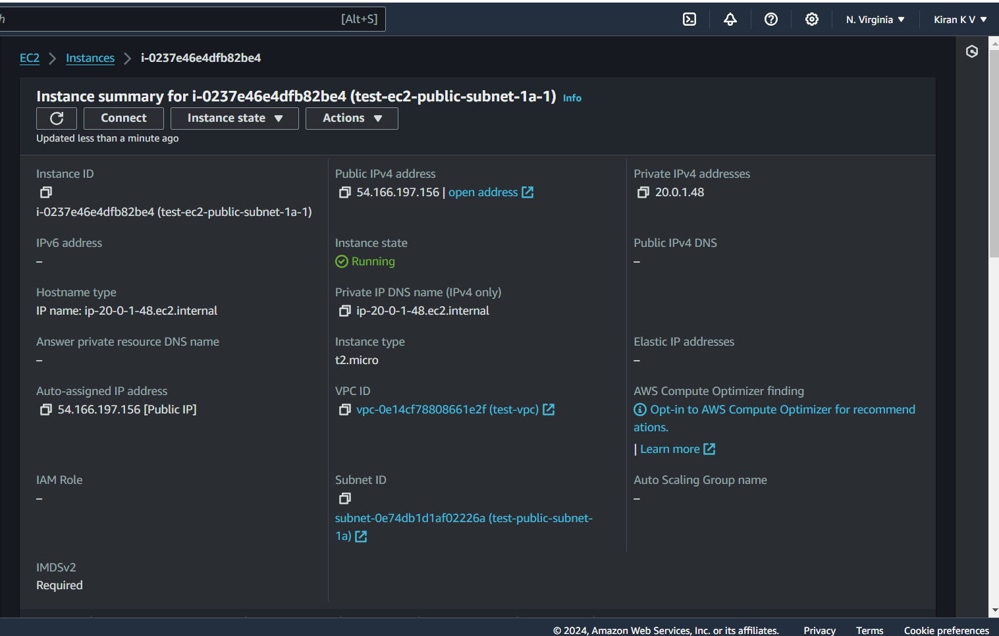 h [Alt+S] N. Virginia ▼ Kiran K V ▼
EC2 > Instances > i-0237e46e4dfb82be4
Instance summary for i-0237e46e4dfb82be4 (test-ec2-public-subnet-1a-1) Info
Connect Instance state ▼ Actions ▼
Updated less than a minute ago
Instance ID
i-0237e46e4dfb82be4 (test-ec2-public-subnet-1a-1)
Public IPv4 address
54.166.197.156 | open address
Private IPv4 addresses
20.0.1.48
IPv6 address
–
Instance state
Running
Public IPv4 DNS
–
Hostname type
IP name: ip-20-0-1-48.ec2.internal
Private IP DNS name (IPv4 only)
ip-20-0-1-48.ec2.internal
Answer private resource DNS name
–
Instance type
t2.micro
Elastic IP addresses
–
Auto-assigned IP address
54.166.197.156 [Public IP]
VPC ID
vpc-0e14cf78808661e2f (test-vpc)
AWS Compute Optimizer finding
Opt-in to AWS Compute Optimizer for recommend
ations.
| Learn more
IAM Role
–
Subnet ID
subnet-0e74db1d1af02226a (test-public-subnet-
1a)
Auto Scaling Group name
–
IMDSv2
Required
© 2024, Amazon Web Services, Inc. or its affiliates. Privacy Terms Cookie preferences